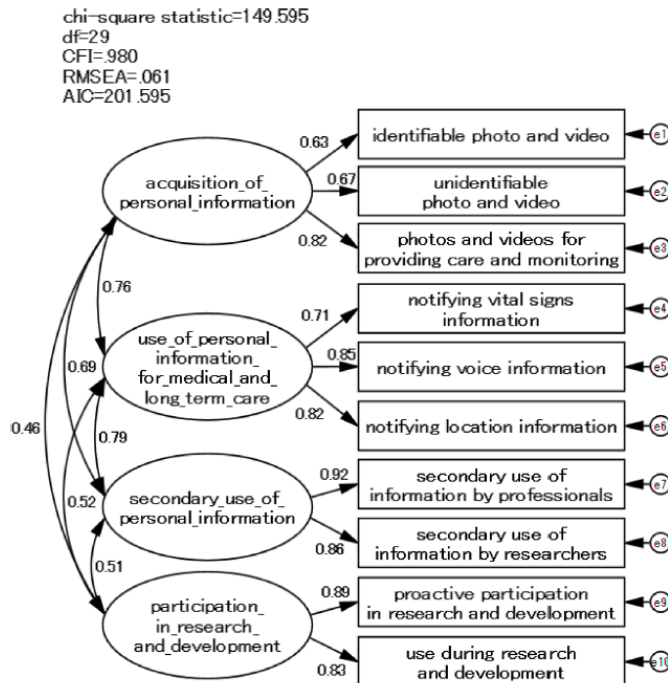 chi-square statistic=149.595
df=29
CFI=.980
RMSEA=.061
AIC=201.595
acquisition_of_
personal_information
0.63
identifiable photo and video
e1
0.67
unidentifiable
photo and video
e2
0.82
photos and videos for
providing care and monitoring
e3
0.76
use_of_personal_
information_
for_medical_and_
long_term_care
0.71
notifying vital signs
information
e4
0.85
notifying voice information
e5
0.82
notifying location information
e6
0.69
0.46
0.79
secondary_use_of_
personal_information
0.92
secondary use of
information by professionals
e7
0.86
secondary use of
information by researchers
e8
0.52
0.51
participation_
in_research_
and_development
0.89
proactive participation
in research and development
e9
0.83
use during research
and development
e10